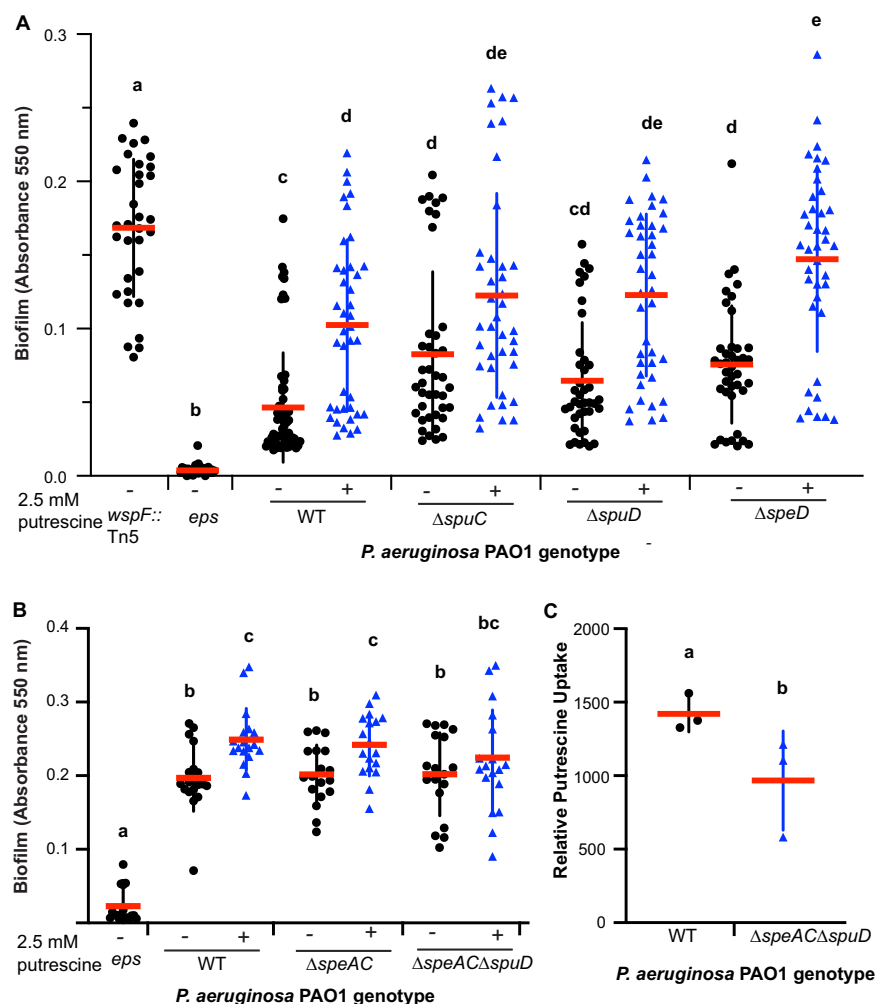 A
Biofilm (Absorbance 550 nm)
0.3
0.2
0.1
0.0
a
b
c
d
d
de
cd
de
d
e
2.5 mM
putrescine
- - - + - + - + - +
wspF::
Tn5
eps
WT
ΔspuC
ΔspuD
ΔspeD
P. aeruginosa PAO1 genotype
-
B
Biofilm (Absorbance 550 nm)
0.4
0.3
0.2
0.1
a
b
c
b
c
b
bc
2.5 mM
putrescine
- - + - + - +
eps
WT
ΔspeAC
ΔspeACΔspuD
P. aeruginosa PAO1 genotype
C
Relative Putrescine Uptake
2000
1500
1000
500
0
a
b
WT
ΔspeACΔspuD
P. aeruginosa PAO1 genotype